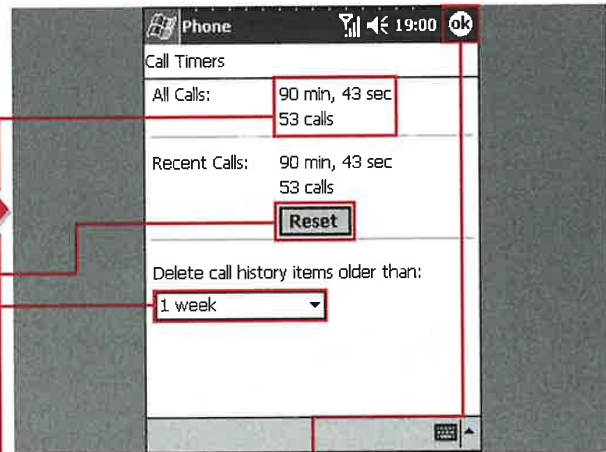 Phone 19:00 ok
Call Timers
All Calls: 90 min, 43 sec
53 calls
Recent Calls: 90 min, 43 sec
53 calls
Reset
Delete call history items older than:
1 week